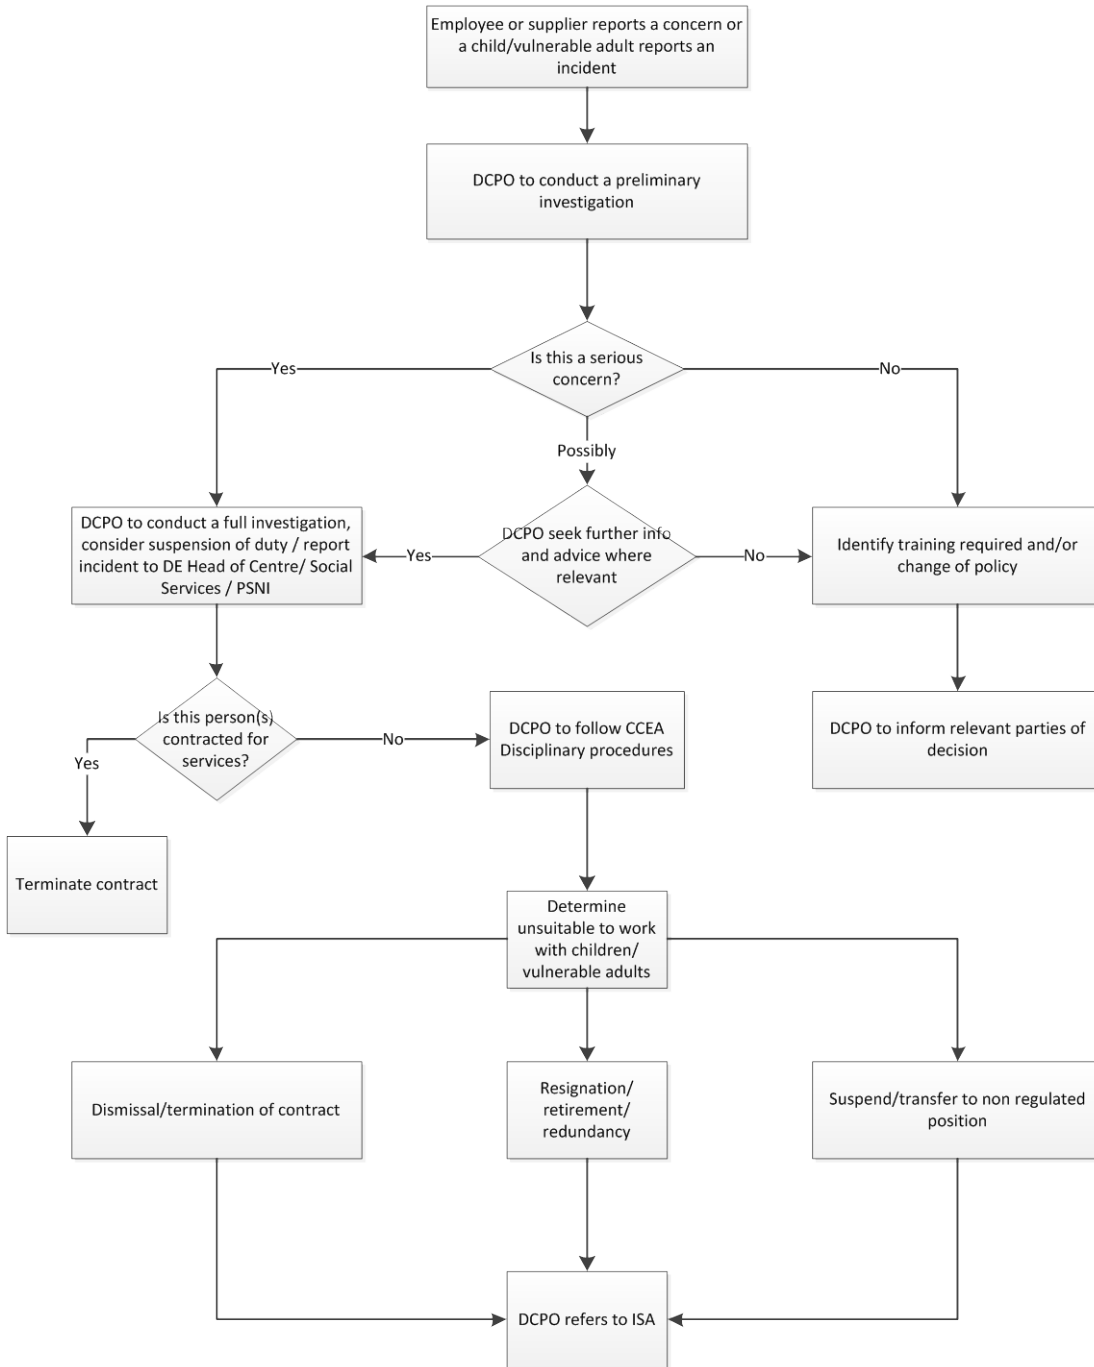 Employee or supplier reports a concern or
a child/vulnerable adult reports an
incident
DCPO to conduct a preliminary
investigation
Is this a serious
concern?
Yes
No
Possibly
DCPO to conduct a full investigation,
consider suspension of duty / report
incident to DE Head of Centre/ Social
Services / PSNI
Yes
DCPO seek further info
and advice where
relevant
No
Identify training required and/or
change of policy
Is this person(s)
contracted for
services?
Yes
No
DCPO to follow CCEA
Disciplinary procedures
DCPO to inform relevant parties of
decision
Terminate contract
Determine
unsuitable to work
with children/
vulnerable adults
Dismissal/termination of contract
Resignation/
retirement/
redundancy
Suspend/transfer to non regulated
position
DCPO refers to ISA